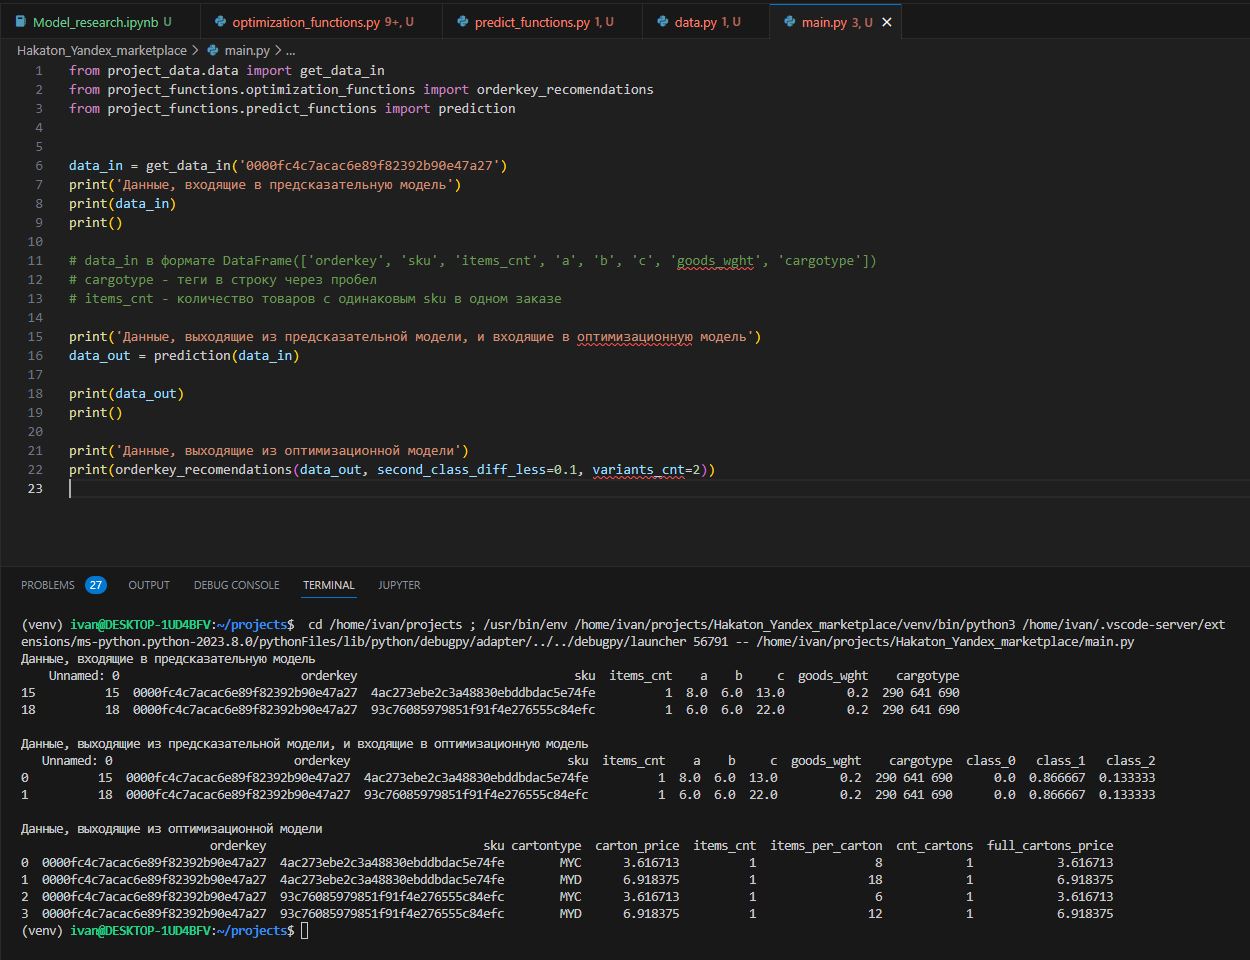 Model_research.ipynb U optimization_functions.py 9+, U predict_functions.py 1, U data.py 1, U main.py 3, U
Hakaton_Yandex_marketplace > main.py > ...
1 from project_data.data import get_data_in
2 from project_functions.optimization_functions import orderkey_recomendations
3 from project_functions.predict_functions import prediction
4
5
6 data_in = get_data_in('0000fc4c7acac6e89f82392b90e47a27')
7 print('Данные, входящие в предсказательную модель')
8 print(data_in)
9 print()
10
11 # data_in в формате DataFrame(['orderkey', 'sku', 'items_cnt', 'a', 'b', 'c', 'goods_wght', 'cargotype'])
12 # cargotype - теги в строку через пробел
13 # items_cnt - количество товаров с одинаковым sku в одном заказе
14
15 print('Данные, выходящие из предсказательной модели, и входящие в оптимизационную модель')
16 data_out = prediction(data_in)
17
18 print(data_out)
19 print()
20
21 print('Данные, выходящие из оптимизационной модели')
22 print(orderkey_recomendations(data_out, second_class_diff_less=0.1, variants_cnt=2))
23
PROBLEMS 27 OUTPUT DEBUG CONSOLE TERMINAL JUPYTER
(venv) ivan@DESKTOP-1UD4BFV:~/projects$ cd /home/ivan/projects ; /usr/bin/env /home/ivan/projects/Hakaton_Yandex_marketplace/venv/bin/python3 /home/ivan/.vscode-server/ext
ensions/ms-python.python-2023.8.0/pythonFiles/lib/python/debugpy/adapter/../../debugpy/launcher 56791 -- /home/ivan/projects/Hakaton_Yandex_marketplace/main.py
Данные, входящие в предсказательную модель
Unnamed: 0 orderkey sku items_cnt a b c goods_wght cargotype
15 15 0000fc4c7acac6e89f82392b90e47a27 4ac273ebe2c3a48830ebddbdac5e74fe 1 8.0 6.0 13.0 0.2 290 641 690
18 18 0000fc4c7acac6e89f82392b90e47a27 93c76085979851f91f4e276555c84efc 1 6.0 6.0 22.0 0.2 290 641 690
Данные, выходящие из предсказательной модели, и входящие в оптимизационную модель
Unnamed: 0 orderkey sku items_cnt a b c goods_wght cargotype class_0 class_1 class_2
0 15 0000fc4c7acac6e89f82392b90e47a27 4ac273ebe2c3a48830ebddbdac5e74fe 1 8.0 6.0 13.0 0.2 290 641 690 0.0 0.866667 0.133333
1 18 0000fc4c7acac6e89f82392b90e47a27 93c76085979851f91f4e276555c84efc 1 6.0 6.0 22.0 0.2 290 641 690 0.0 0.866667 0.133333
Данные, выходящие из оптимизационной модели
orderkey sku cartontype carton_price items_cnt items_per_carton cnt_cartons full_cartons_price
0 0000fc4c7acac6e89f82392b90e47a27 4ac273ebe2c3a48830ebddbdac5e74fe MYC 3.616713 1 8 1 3.616713
1 0000fc4c7acac6e89f82392b90e47a27 4ac273ebe2c3a48830ebddbdac5e74fe MYD 6.918375 1 18 1 6.918375
2 0000fc4c7acac6e89f82392b90e47a27 93c76085979851f91f4e276555c84efc MYC 3.616713 1 6 1 3.616713
3 0000fc4c7acac6e89f82392b90e47a27 93c76085979851f91f4e276555c84efc MYD 6.918375 1 12 1 6.918375
(venv) ivan@DESKTOP-1UD4BFV:~/projects$